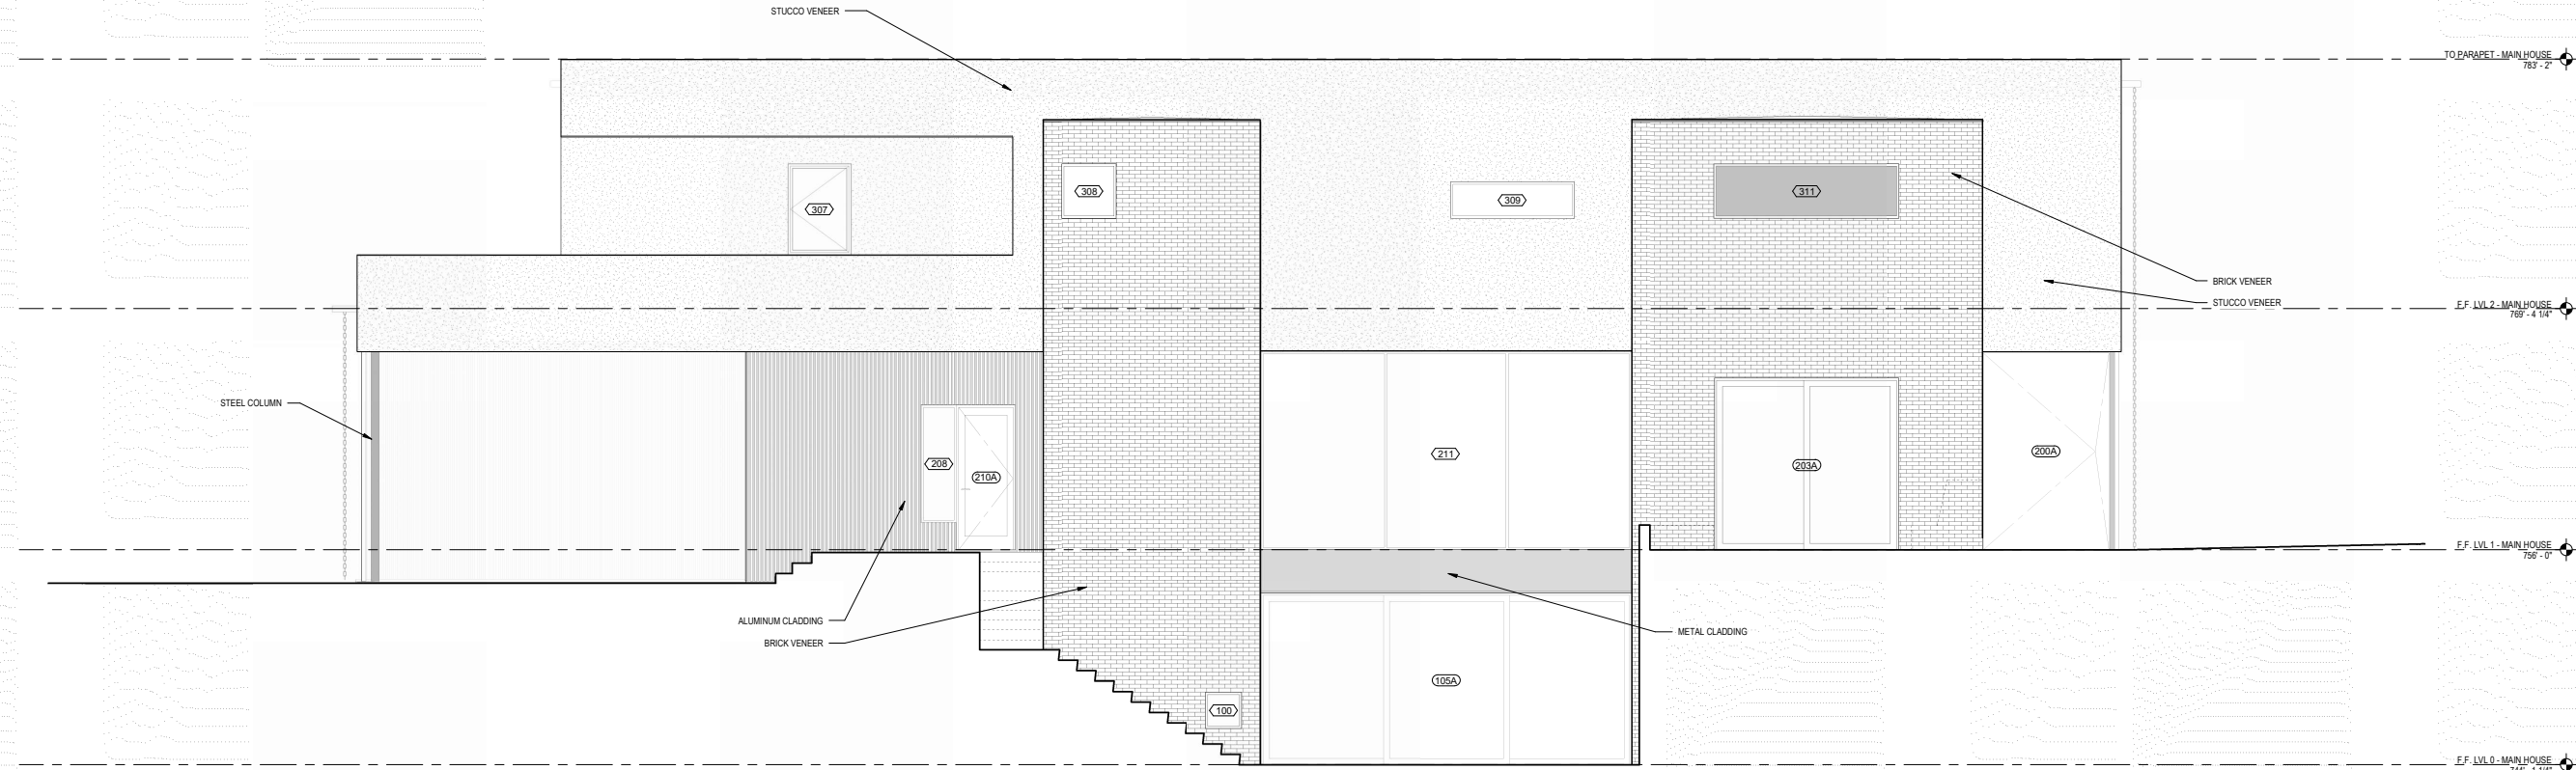 STUCCO VENEER
TO PARAPET - MAIN HOUSE
783' - 2"
307
308
309
311
BRICK VENEER
STUCCO VENEER
F.F. LVL 2 - MAIN HOUSE
769' - 4 1/4"
STEEL COLUMN
208
210A
211
203A
200A
F.F. LVL 1 - MAIN HOUSE
756' - 0"
ALUMINUM CLADDING
BRICK VENEER
METAL CLADDING
105A
100
F.F. LVL 0 - MAIN HOUSE